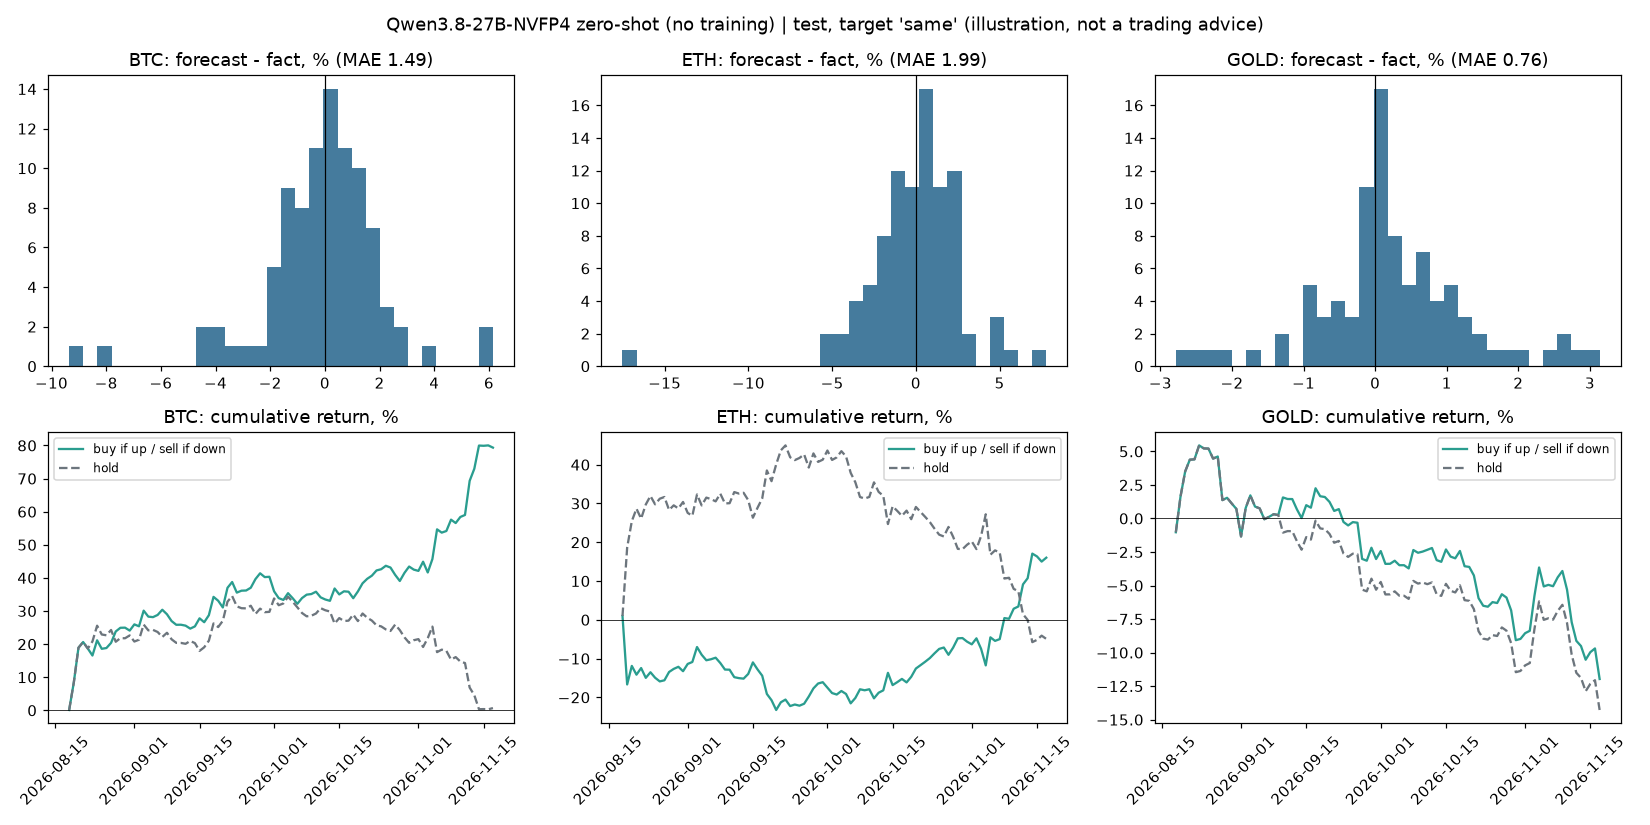 Qwen3.8-27B-NVFP4 zero-shot (no training) | test, target 'same' (illustration, not a trading advice)
BTC: forecast - fact, % (MAE 1.49)
14
12
10
8
6
4
2
0
−10 −8 −6 −4 −2 0 2 4 6
ETH: forecast - fact, % (MAE 1.99)
16
14
12
10
8
6
4
2
0
−15 −10 −5 0 5
GOLD: forecast - fact, % (MAE 0.76)
16
14
12
10
8
6
4
2
0
−3 −2 −1 0 1 2 3
BTC: cumulative return, %
buy if up / sell if down
hold
80
70
60
50
40
30
20
10
0
2026-08-15 2026-09-01 2026-09-15 2026-10-01 2026-10-15 2026-11-01 2026-11-15
ETH: cumulative return, %
buy if up / sell if down
hold
40
30
20
10
0
−10
−20
2026-08-15 2026-09-01 2026-09-15 2026-10-01 2026-10-15 2026-11-01 2026-11-15
GOLD: cumulative return, %
buy if up / sell if down
hold
5.0
2.5
0.0
−2.5
−5.0
−7.5
−10.0
−12.5
−15.0
2026-08-15 2026-09-01 2026-09-15 2026-10-01 2026-10-15 2026-11-01 2026-11-15